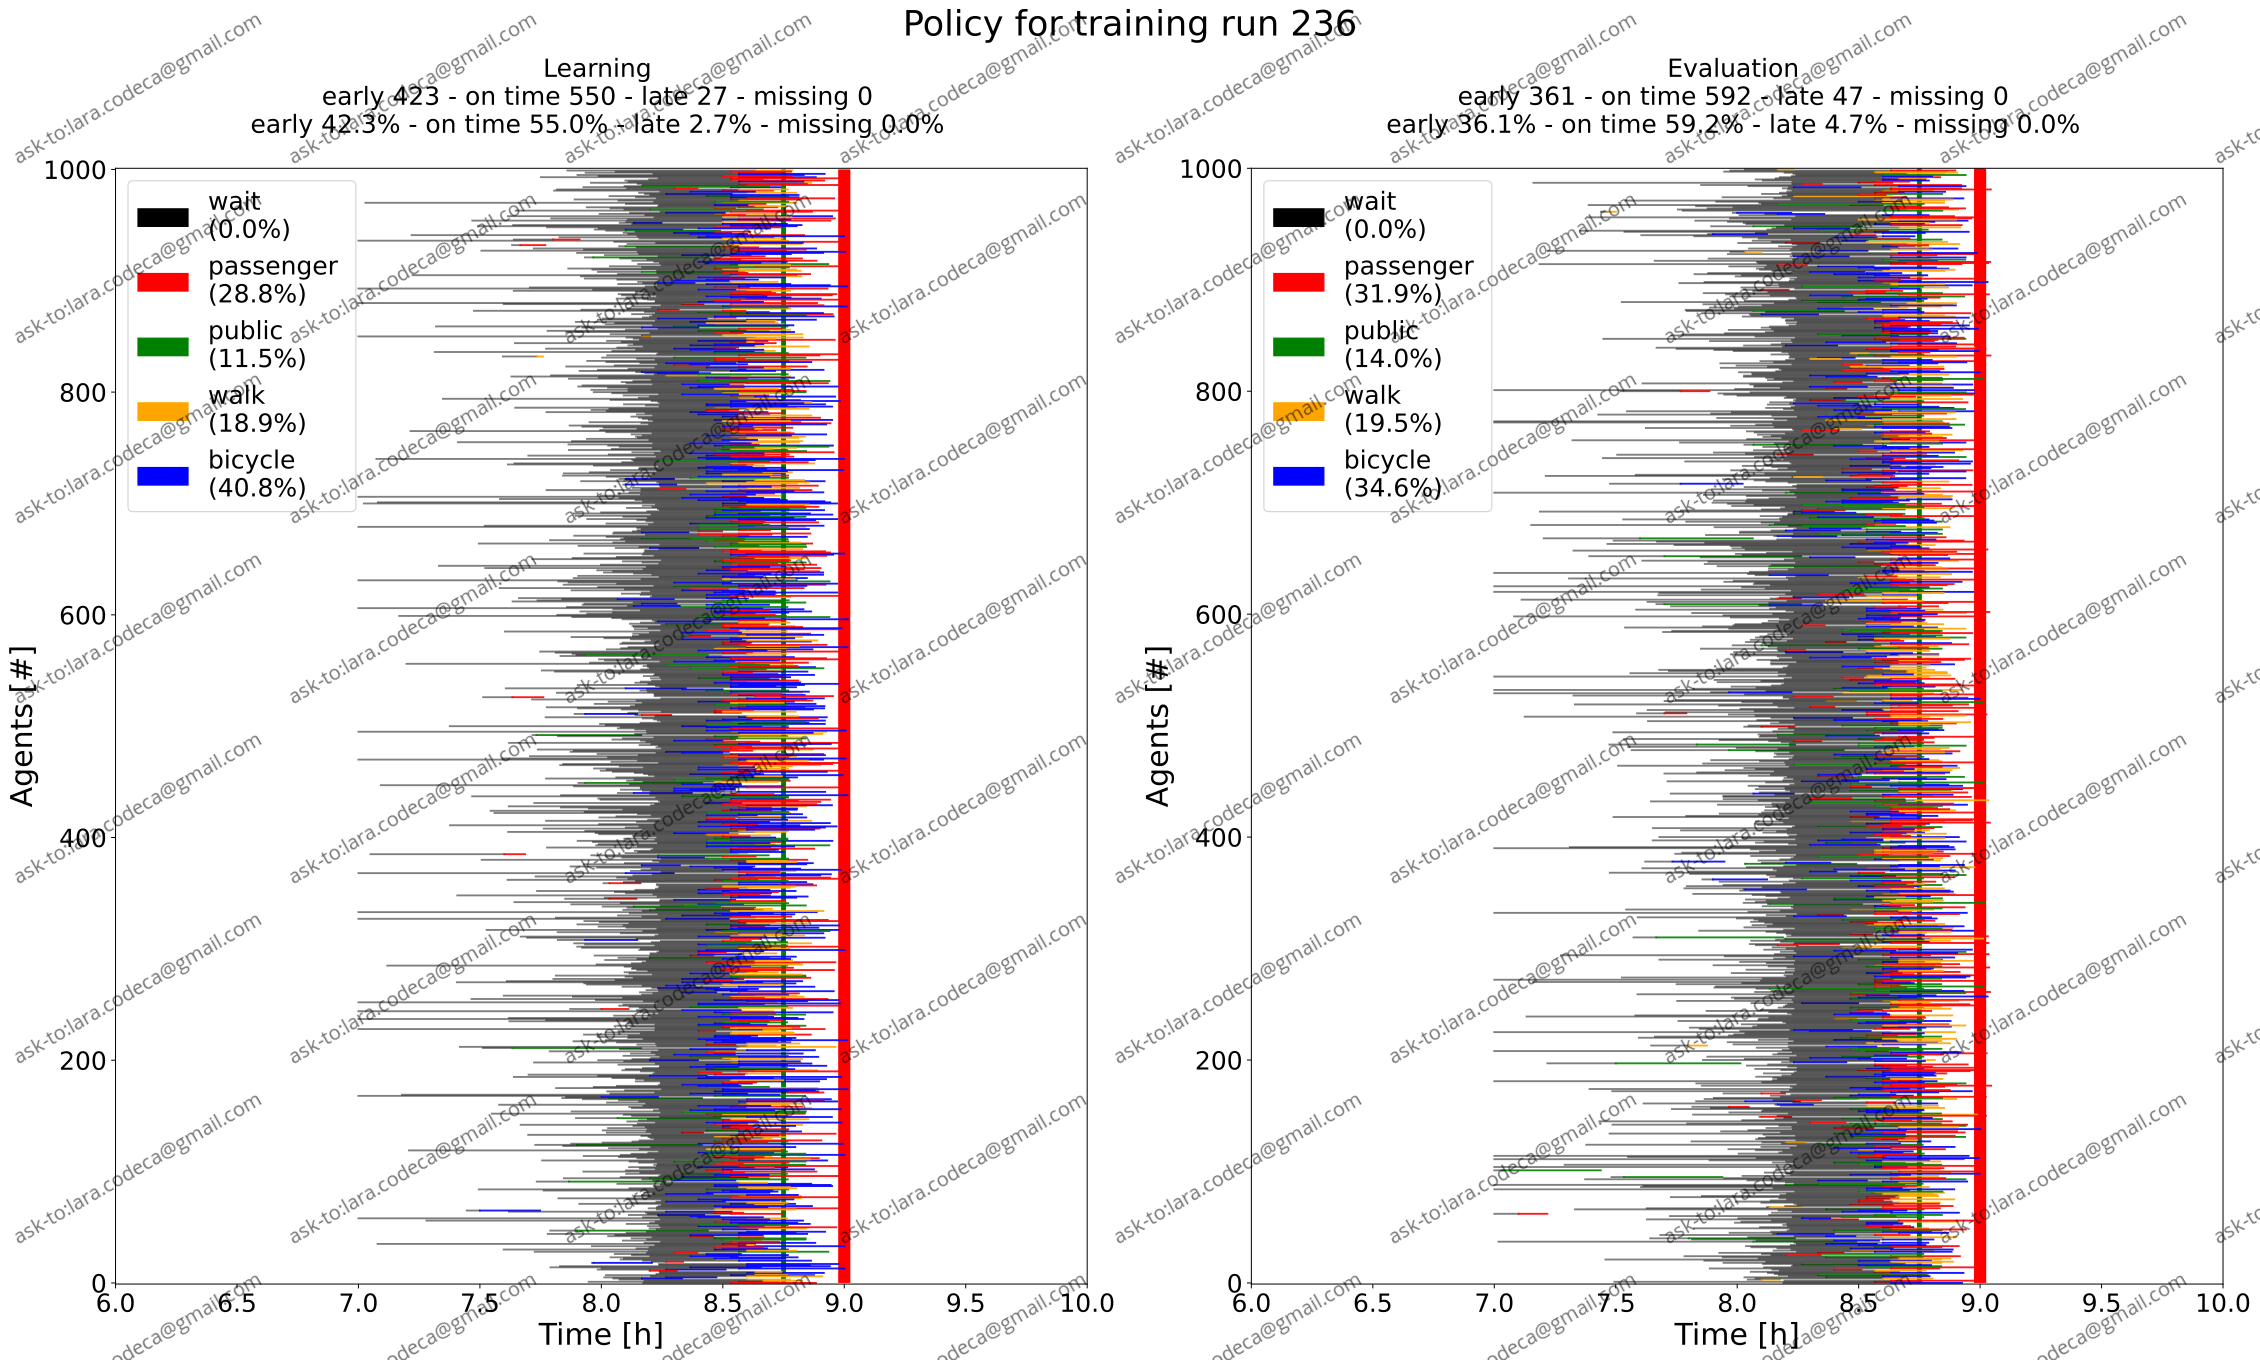 Policy for training run 236
Learning
early 423 - on time 550 - late 27 - missing 0
early 42.3% - on time 55.0% - late 2.7% - missing 0.0%
Agents [#]
1000
800
600
400
200
0
wait
(0.0%)
passenger
(28.8%)
public
(11.5%)
walk
(18.9%)
bicycle
(40.8%)
6.0 6.5 7.0 7.5 8.0 8.5 9.0 9.5 10.0
Time [h]
Evaluation
early 361 - on time 592 - late 47 - missing 0
early 36.1% - on time 59.2% - late 4.7% - missing 0.0%
Agents [#]
1000
800
600
400
200
0
wait
(0.0%)
passenger
(31.9%)
public
(14.0%)
walk
(19.5%)
bicycle
(34.6%)
6.0 6.5 7.0 7.5 8.0 8.5 9.0 9.5 10.0
Time [h]
ask-to:lara.codeca@gmail.com